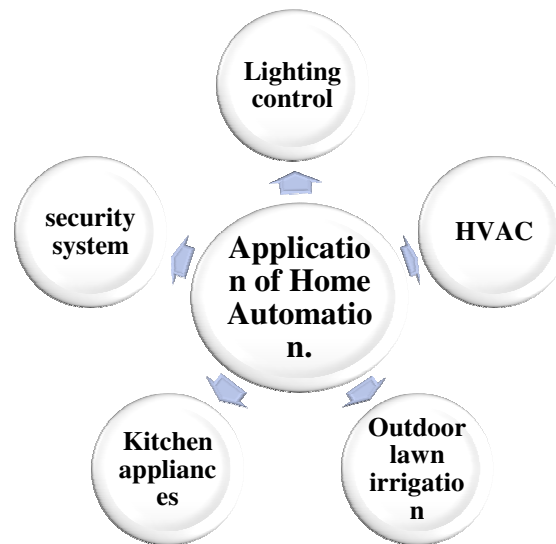 Lighting
control
security
system
HVAC
Applicatio
n of Home
Automatio
n.
Kitchen
applianc
es
Outdoor
lawn
irrigatio
n